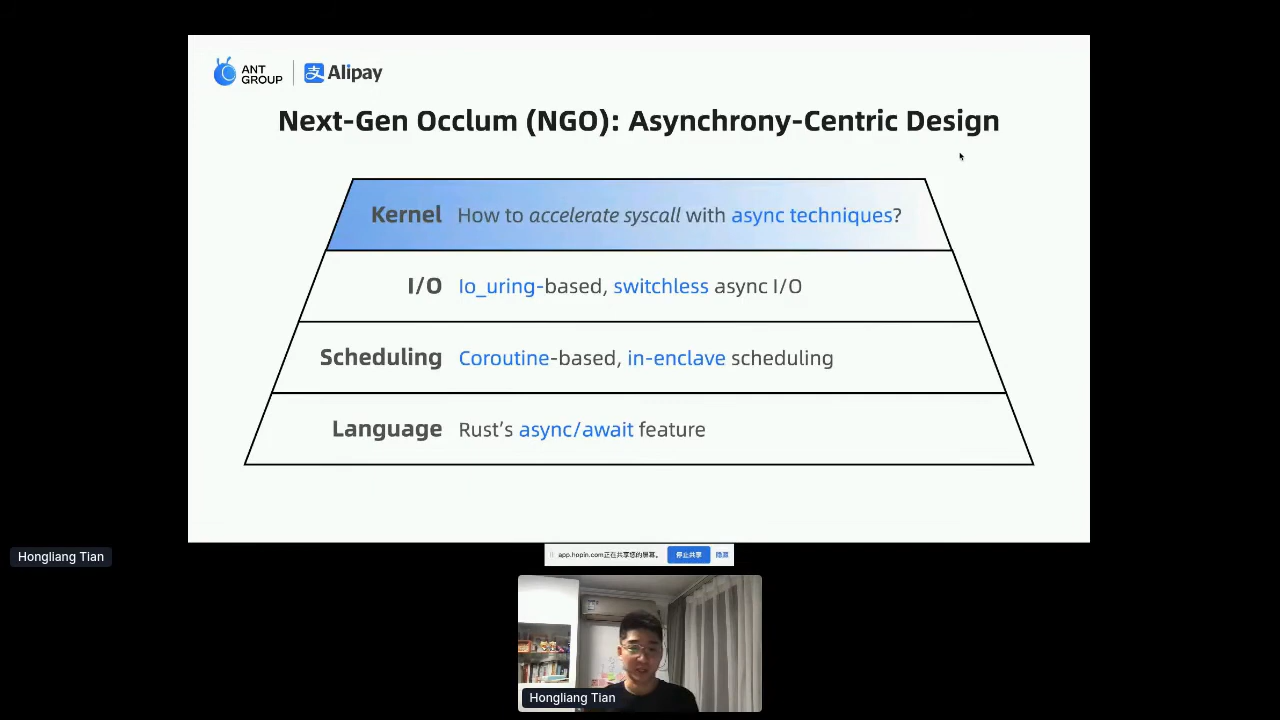 ANT
GROUP
支 Alipay
Next-Gen Occlum (NGO): Asynchrony-Centric Design
Kernel How to accelerate syscall with async techniques?
I/O Io_uring-based, switchless async I/O
Scheduling Coroutine-based, in-enclave scheduling
Language Rust's async/await feature
Hongliang Tian
app.hopin.com正在共享您的屏幕。 停止共享 隐藏
Hongliang Tian